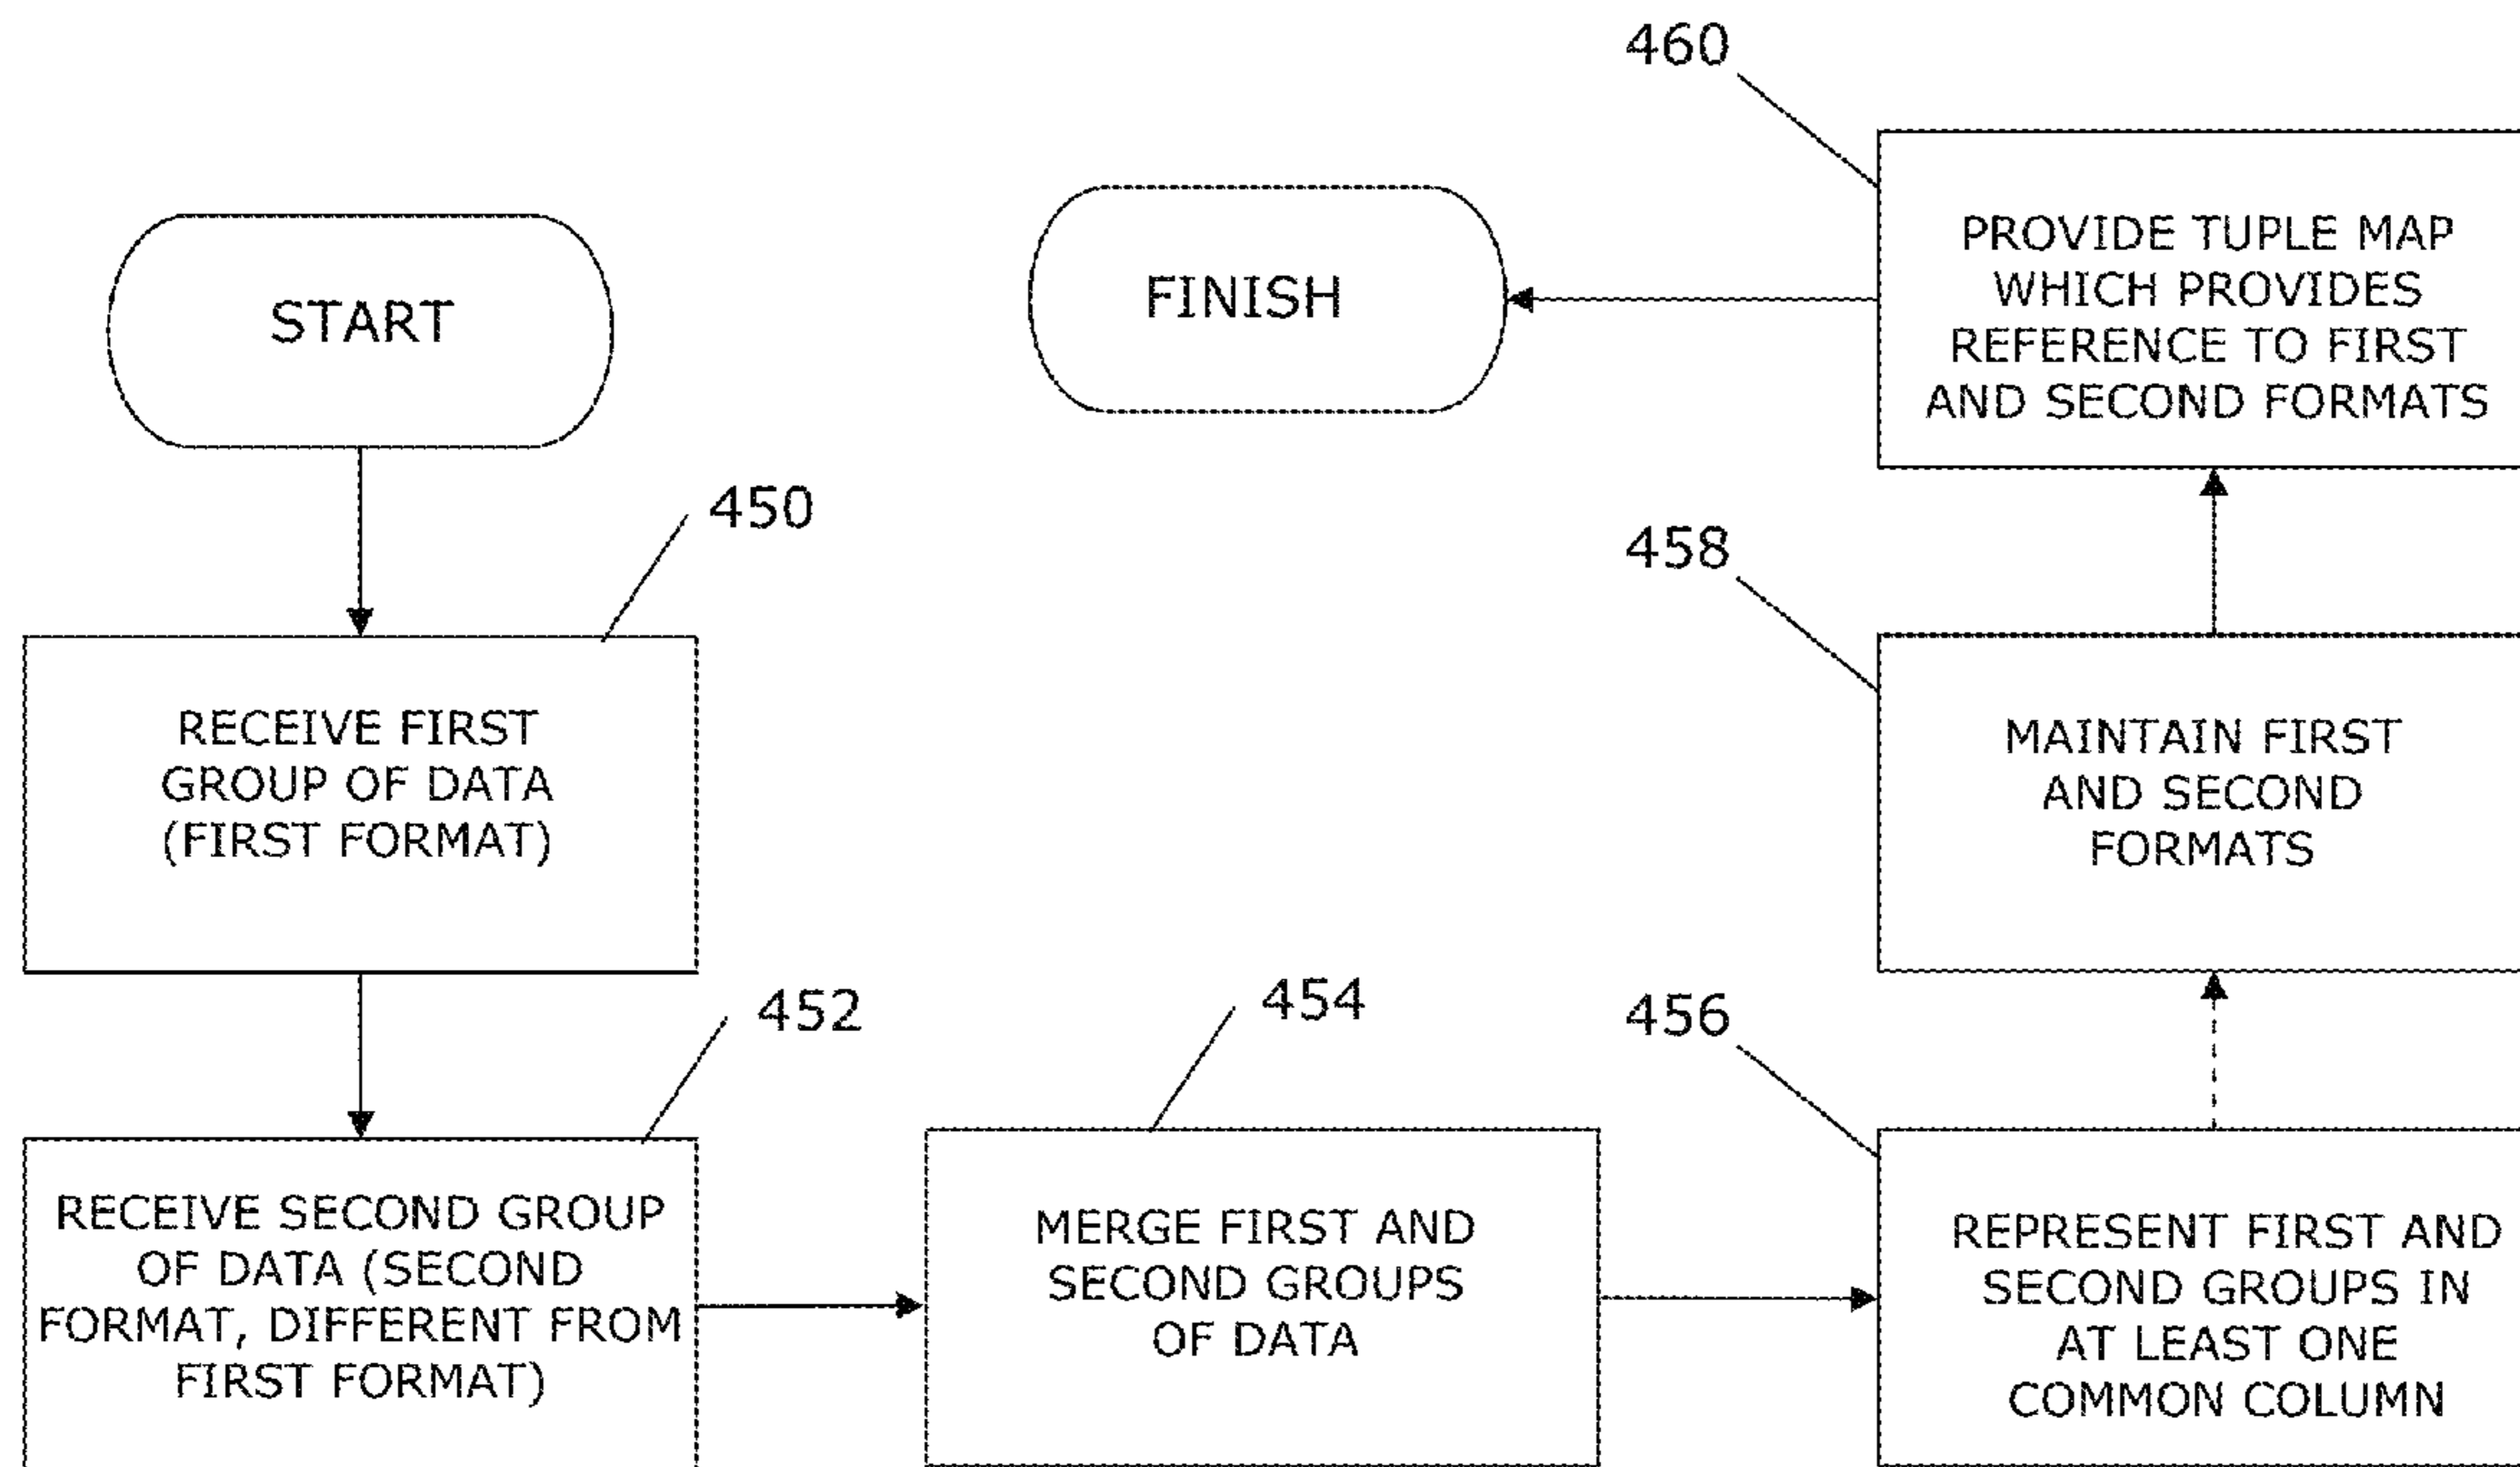 START
450
RECEIVE FIRST
GROUP OF DATA
(FIRST FORMAT)
452
RECEIVE SECOND GROUP
OF DATA (SECOND
FORMAT, DIFFERENT FROM
FIRST FORMAT)
454
MERGE FIRST AND
SECOND GROUPS
OF DATA
456
REPRESENT FIRST AND
SECOND GROUPS IN
AT LEAST ONE
COMMON COLUMN
458
MAINTAIN FIRST
AND SECOND
FORMATS
460
PROVIDE TUPLE MAP
WHICH PROVIDES
REFERENCE TO FIRST
AND SECOND FORMATS
FINISH